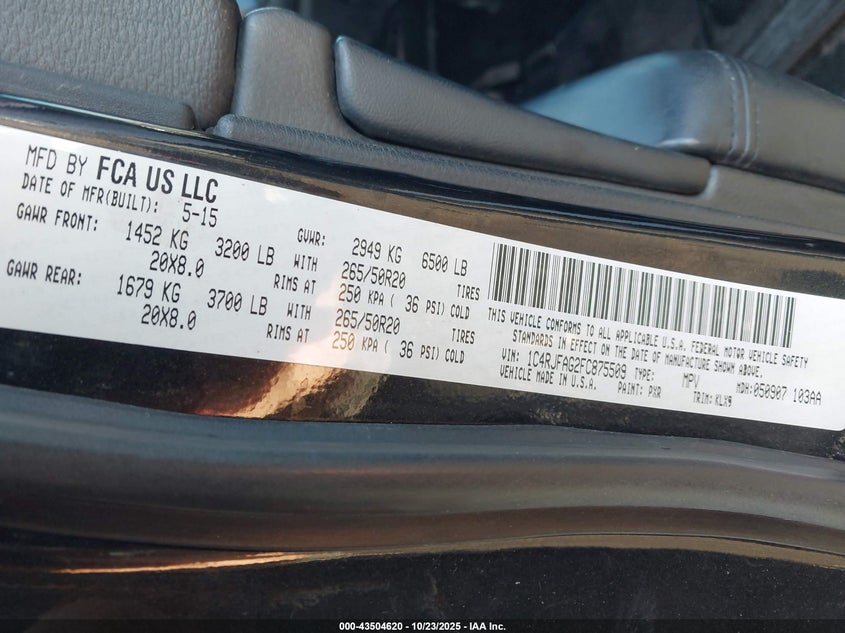 MFD BY FCA US LLC
DATE OF MFR(BUILT): 5-15
GAWR FRONT: 1452 KG 3200 LB GVWR: 2949 KG 6500 LB
20X8.0 RIMS AT WITH 265/50R20 TIRES
250 KPA ( 36 PSI) COLD
GAWR REAR: 1679 KG 3700 LB WITH 265/50R20 TIRES
20X8.0 RIMS AT 250 KPA ( 36 PSI) COLD
THIS VEHICLE CONFORMS TO ALL APPLICABLE U.S.A. FEDERAL MOTOR VEHICLE SAFETY
STANDARDS IN EFFECT ON THE DATE OF MANUFACTURE SHOWN ABOVE.
VIN: 1C4RJFAG2FC875509 TYPE: MPV MDH:050907 103AA
VEHICLE MADE IN U.S.A. PAINT: PXR TRIM: KLX9
000-43504620 - 10/23/2025 - IAA Inc.